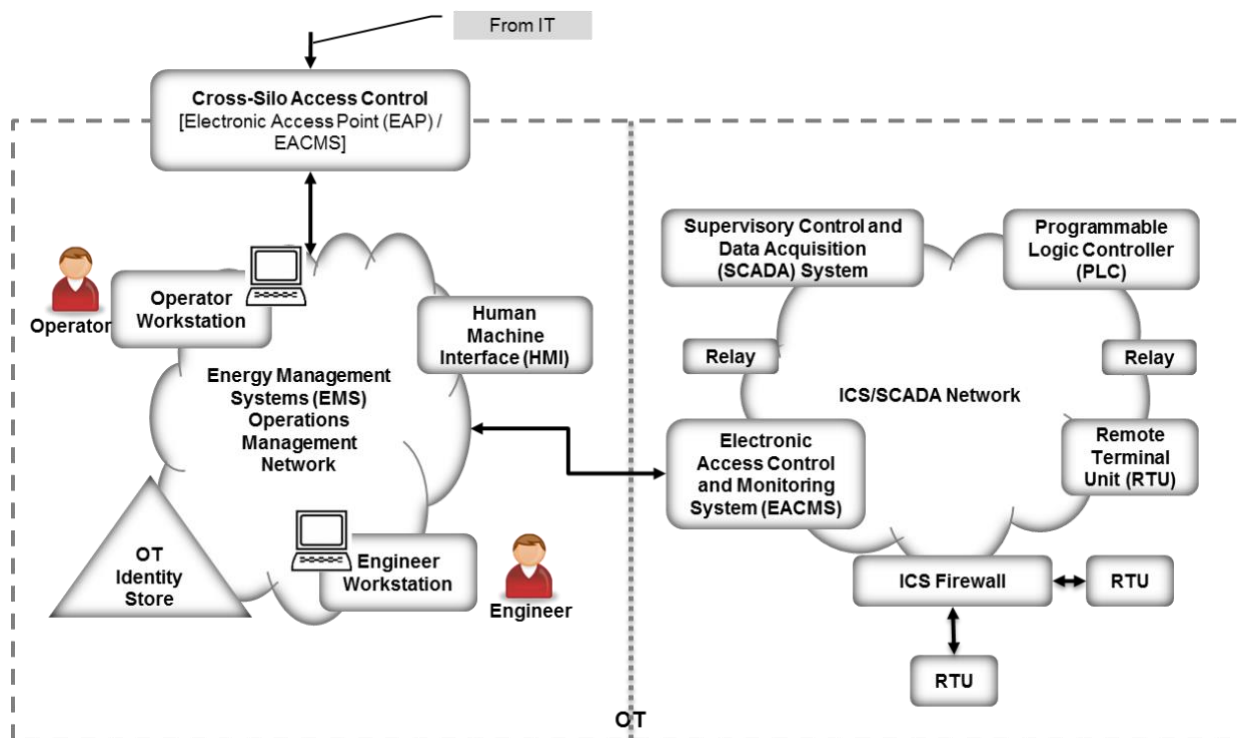 From IT
Cross-Silo Access Control
[Electronic Access Point (EAP) /
EACMS]
Operator
Operator
Workstation
Human
Machine
Interface (HMI)
Energy Management
Systems (EMS)
Operations
Management
Network
OT
Identity
Store
Engineer
Workstation
Engineer
Supervisory Control and
Data Acquisition
(SCADA) System
Programmable
Logic Controller
(PLC)
Relay
Relay
ICS/SCADA Network
Electronic
Access Control
and Monitoring
System (EACMS)
Remote
Terminal
Unit (RTU)
ICS Firewall
RTU
RTU
OT